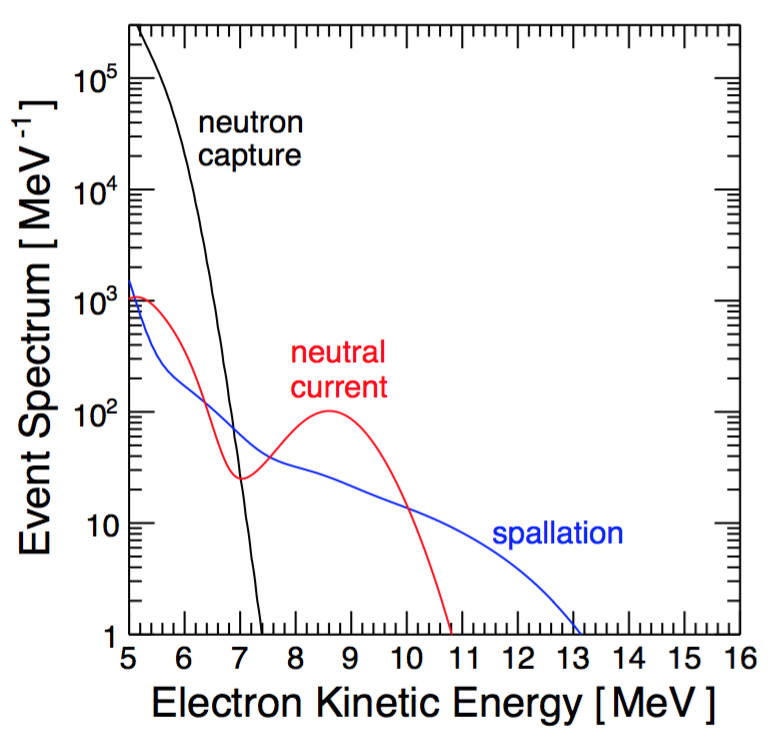 Event Spectrum [ MeV⁻¹ ]
10⁵
10⁴
10³
10²
10
1
neutron
capture
neutral
current
spallation
5 6 7 8 9 10 11 12 13 14 15 16
Electron Kinetic Energy [ MeV ]